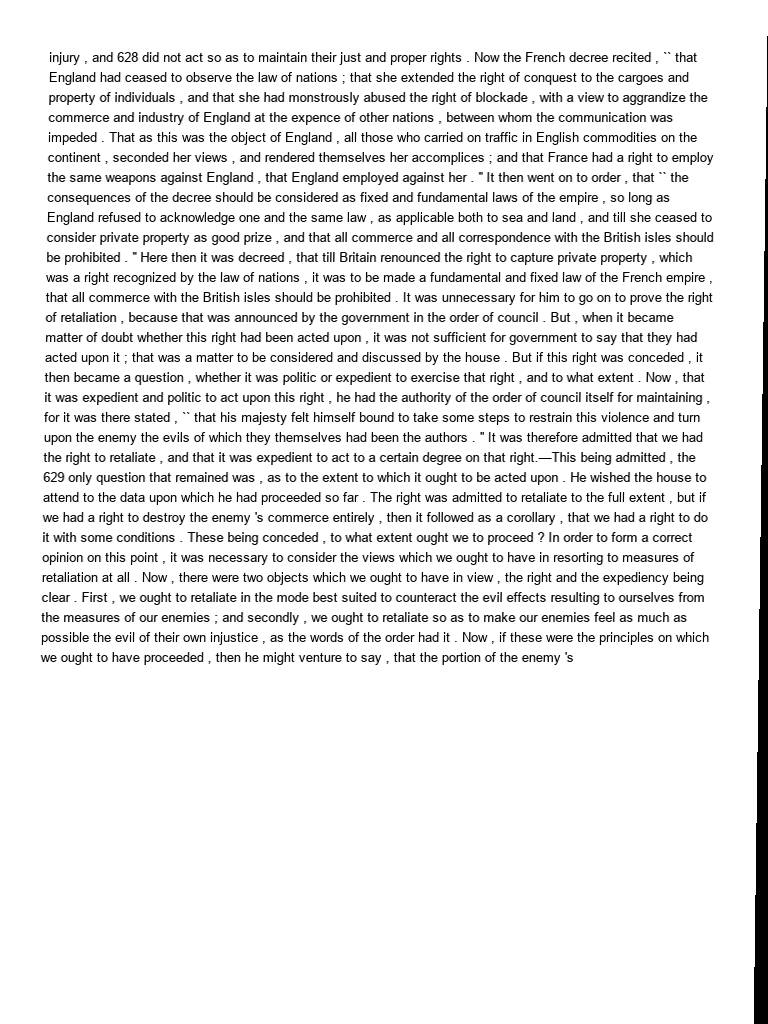 injury , and 628 did not act so as to maintain their just and proper rights . Now the French decree recited , `` that
England had ceased to observe the law of nations ; that she extended the right of conquest to the cargoes and
property of individuals , and that she had monstrously abused the right of blockade , with a view to aggrandize the
commerce and industry of England at the expence of other nations , between whom the communication was
impeded . That as this was the object of England , all those who carried on traffic in English commodities on the
continent , seconded her views , and rendered themselves her accomplices ; and that France had a right to employ
the same weapons against England , that England employed against her . " It then went on to order , that `` the
consequences of the decree should be considered as fixed and fundamental laws of the empire , so long as
England refused to acknowledge one and the same law , as applicable both to sea and land , and till she ceased to
consider private property as good prize , and that all commerce and all correspondence with the British isles should
be prohibited . " Here then it was decreed , that till Britain renounced the right to capture private property , which
was a right recognized by the law of nations , it was to be made a fundamental and fixed law of the French empire ,
that all commerce with the British isles should be prohibited . It was unnecessary for him to go on to prove the right
of retaliation , because that was announced by the government in the order of council . But , when it became
matter of doubt whether this right had been acted upon , it was not sufficient for government to say that they had
acted upon it ; that was a matter to be considered and discussed by the house . But if this right was conceded , it
then became a question , whether it was politic or expedient to exercise that right , and to what extent . Now , that
it was expedient and politic to act upon this right , he had the authority of the order of council itself for maintaining ,
for it was there stated , `` that his majesty felt himself bound to take some steps to restrain this violence and turn
upon the enemy the evils of which they themselves had been the authors . " It was therefore admitted that we had
the right to retaliate , and that it was expedient to act to a certain degree on that right.—This being admitted , the
629 only question that remained was , as to the extent to which it ought to be acted upon . He wished the house to
attend to the data upon which he had proceeded so far . The right was admitted to retaliate to the full extent , but if
we had a right to destroy the enemy 's commerce entirely , then it followed as a corollary , that we had a right to do
it with some conditions . These being conceded , to what extent ought we to proceed ? In order to form a correct
opinion on this point , it was necessary to consider the views which we ought to have in resorting to measures of
retaliation at all . Now , there were two objects which we ought to have in view , the right and the expediency being
clear . First , we ought to retaliate in the mode best suited to counteract the evil effects resulting to ourselves from
the measures of our enemies ; and secondly , we ought to retaliate so as to make our enemies feel as much as
possible the evil of their own injustice , as the words of the order had it . Now , if these were the principles on which
we ought to have proceeded , then he might venture to say , that the portion of the enemy 's